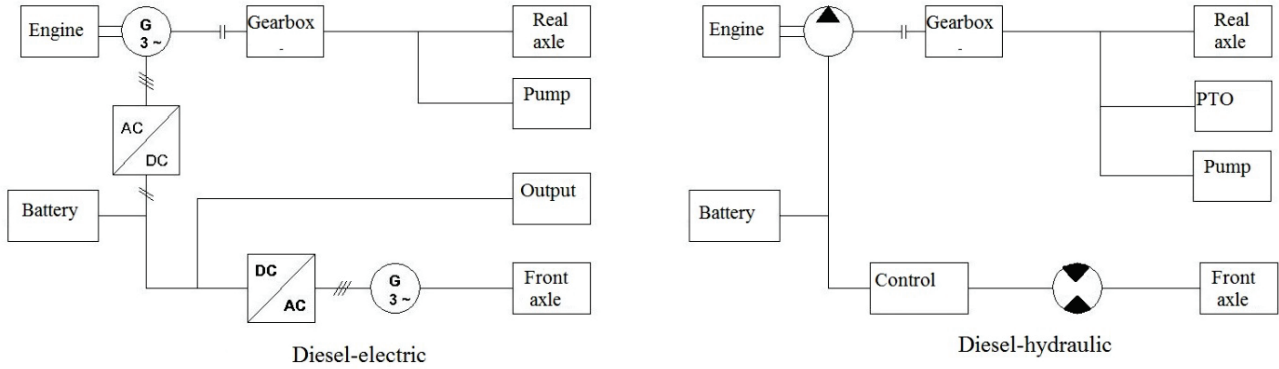 Engine
G
3 ~
Gearbox
-
Real
axle
Pump
AC
DC
Battery
Output
DC
AC
G
3 ~
Front
axle
Diesel-electric
Engine
Gearbox
-
Real
axle
PTO
Pump
Battery
Control
Front
axle
Diesel-hydraulic